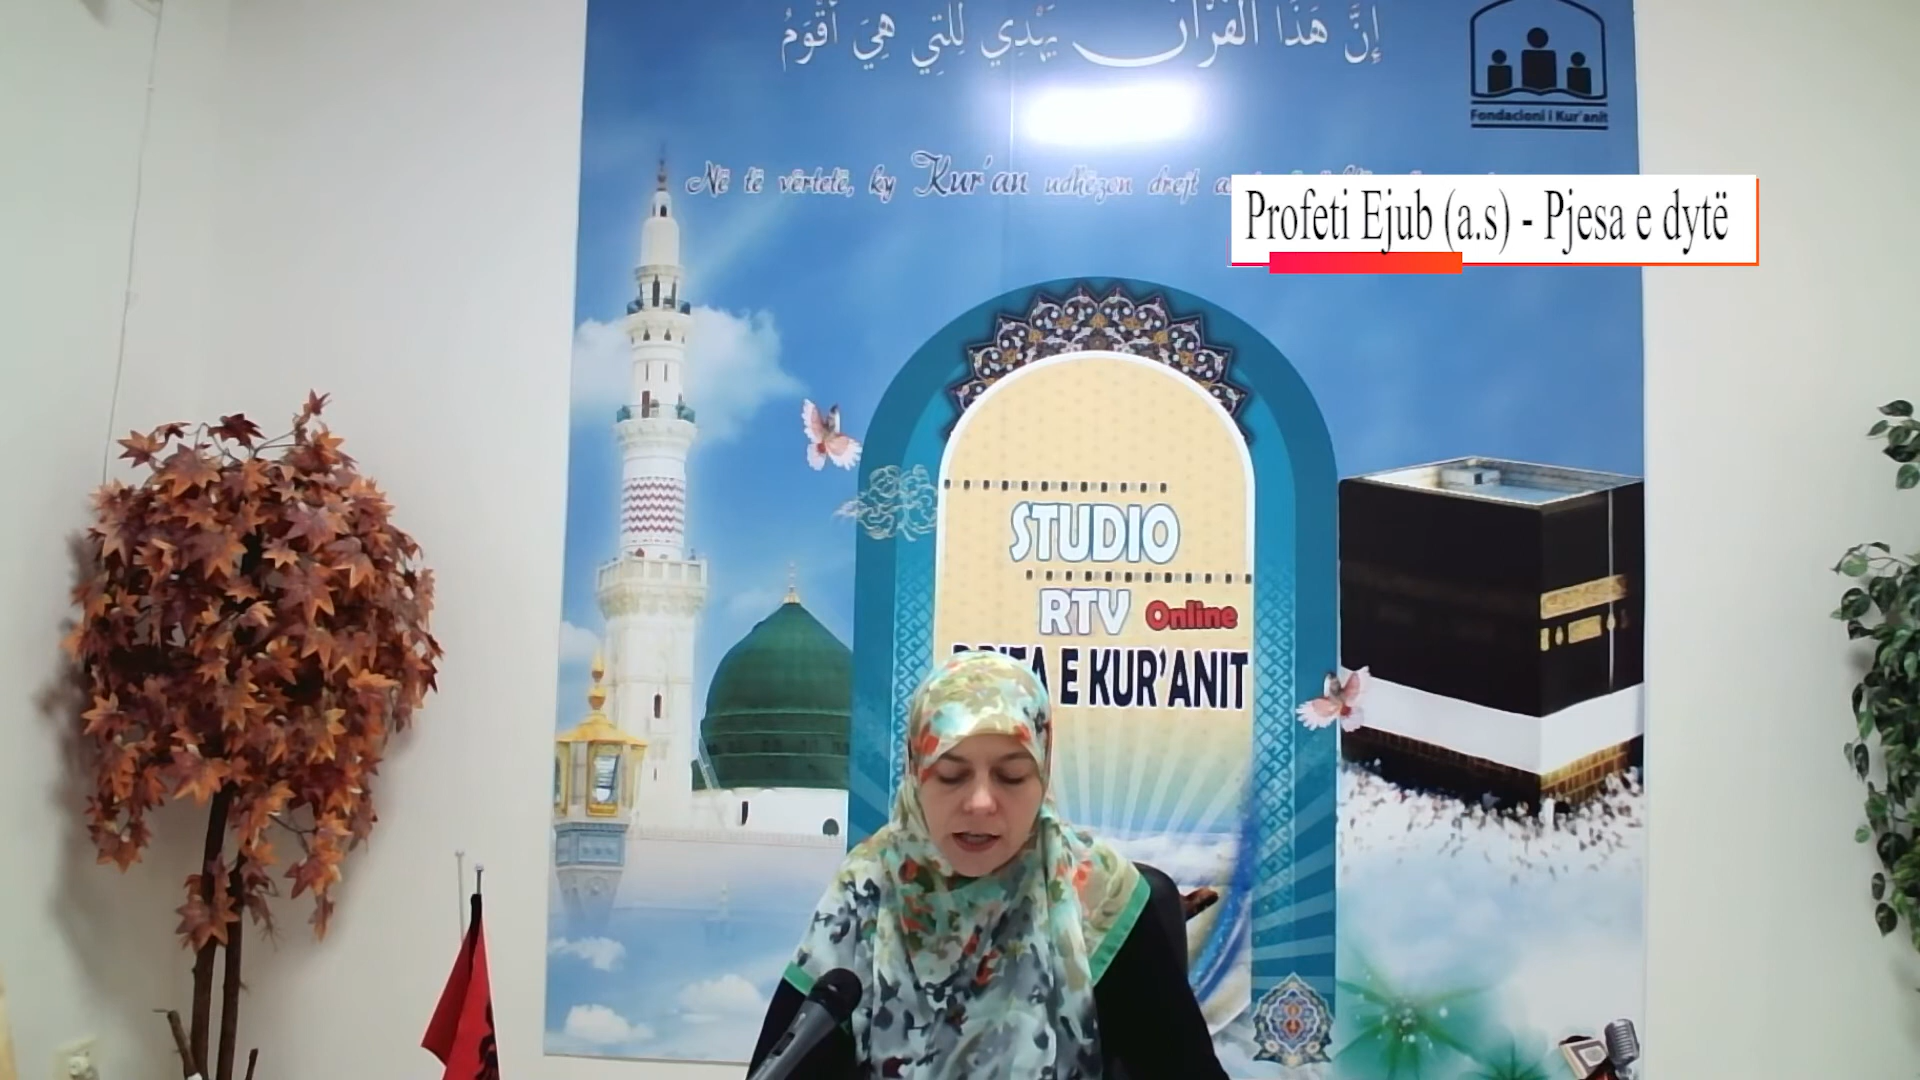 إِنَّ هَذَا الْقُرْآنَ يَهْدِي لِلَّتِي هِيَ أَقْوَمُ
Fondacioni i Kur'anit
Në të vërtetë, ky Kur'an udhëzon drejt
Profeti Ejub (a.s) - Pjesa e dytë
STUDIO
RTV Online
E KUR'ANIT